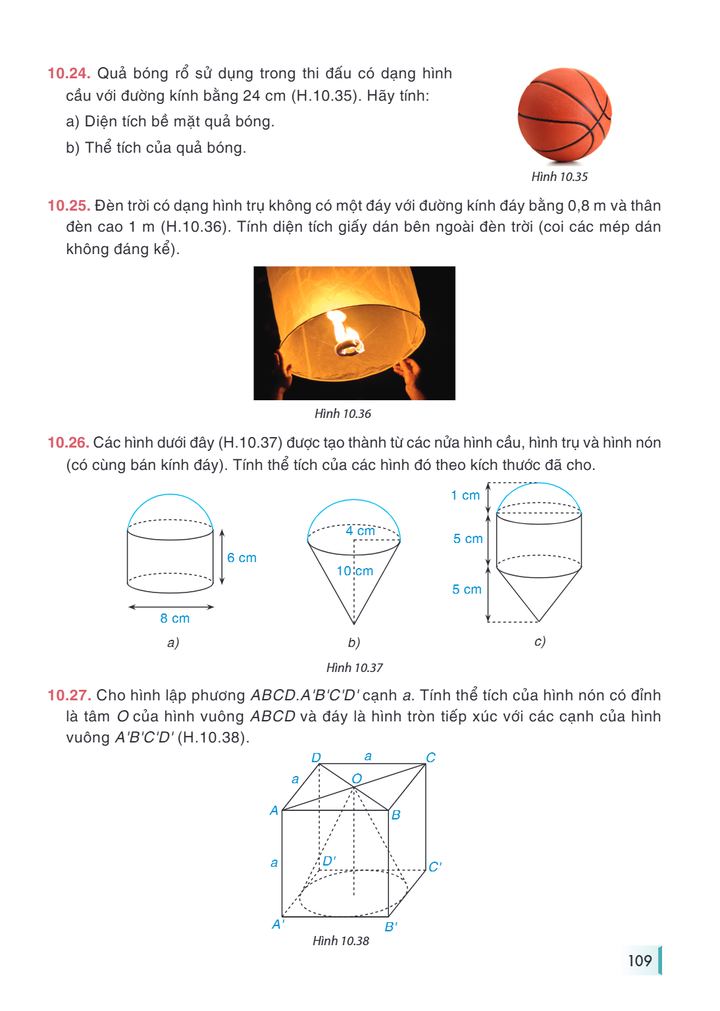 10.24. Quả bóng rổ sử dụng trong thi đấu có dạng hình
cầu với đường kính bằng 24 cm (H.10.35). Hãy tính:
a) Diện tích bề mặt quả bóng.
b) Thể tích của quả bóng.
Hình 10.35
10.25. Đèn trời có dạng hình trụ không có một đáy với đường kính đáy bằng 0,8 m và thân
đèn cao 1 m (H.10.36). Tính diện tích giấy dán bên ngoài đèn trời (coi các mép dán
không đáng kể).
Hình 10.36
10.26. Các hình dưới đây (H.10.37) được tạo thành từ các nửa hình cầu, hình trụ và hình nón
(có cùng bán kính đáy). Tính thể tích của các hình đó theo kích thước đã cho.
6 cm
8 cm
a)
4 cm
10 cm
b)
1 cm
5 cm
5 cm
c)
Hình 10.37
10.27. Cho hình lập phương ABCD.A'B'C'D' cạnh a. Tính thể tích của hình nón có đỉnh
là tâm O của hình vuông ABCD và đáy là hình tròn tiếp xúc với các cạnh của hình
vuông A'B'C'D' (H.10.38).
D a C
a O
A B
a D' C'
A' B'
Hình 10.38
109